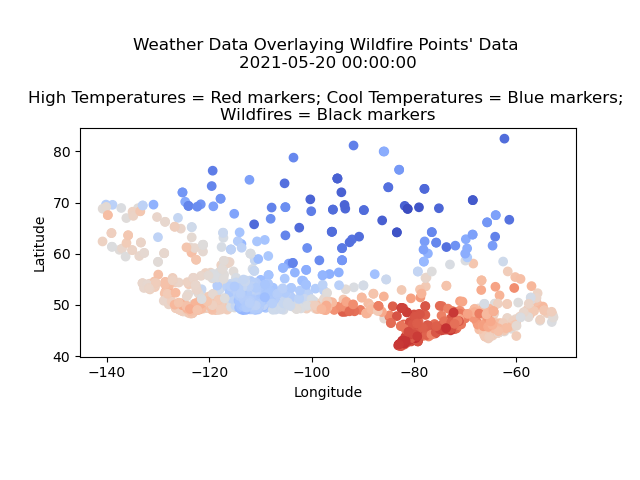 Weather Data Overlaying Wildfire Points' Data
2021-05-20 00:00:00
High Temperatures = Red markers; Cool Temperatures = Blue markers;
Wildfires = Black markers
80
70
60
50
40
Latitude
−140 −120 −100 −80 −60
Longitude